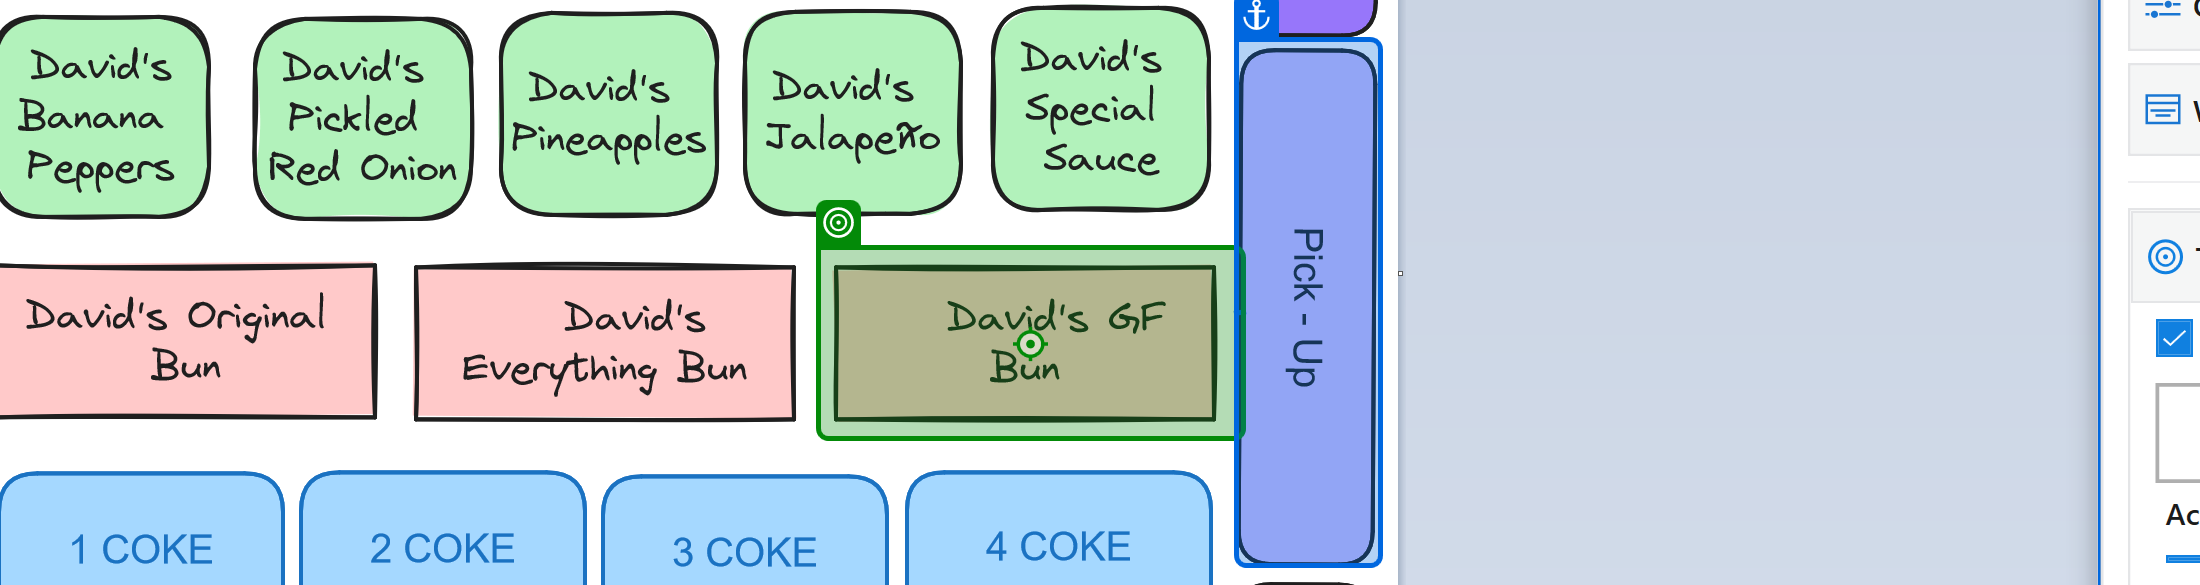 David's
Banana
Peppers
David's
Pickled
Red Onion
David's
Pineapples
David's
Jalapeño
David's
Special
Sauce
David's Original
Bun
David's
Everything Bun
David's GF
Bun
Pick - Up
1 COKE
2 COKE
3 COKE
4 COKE
Ac